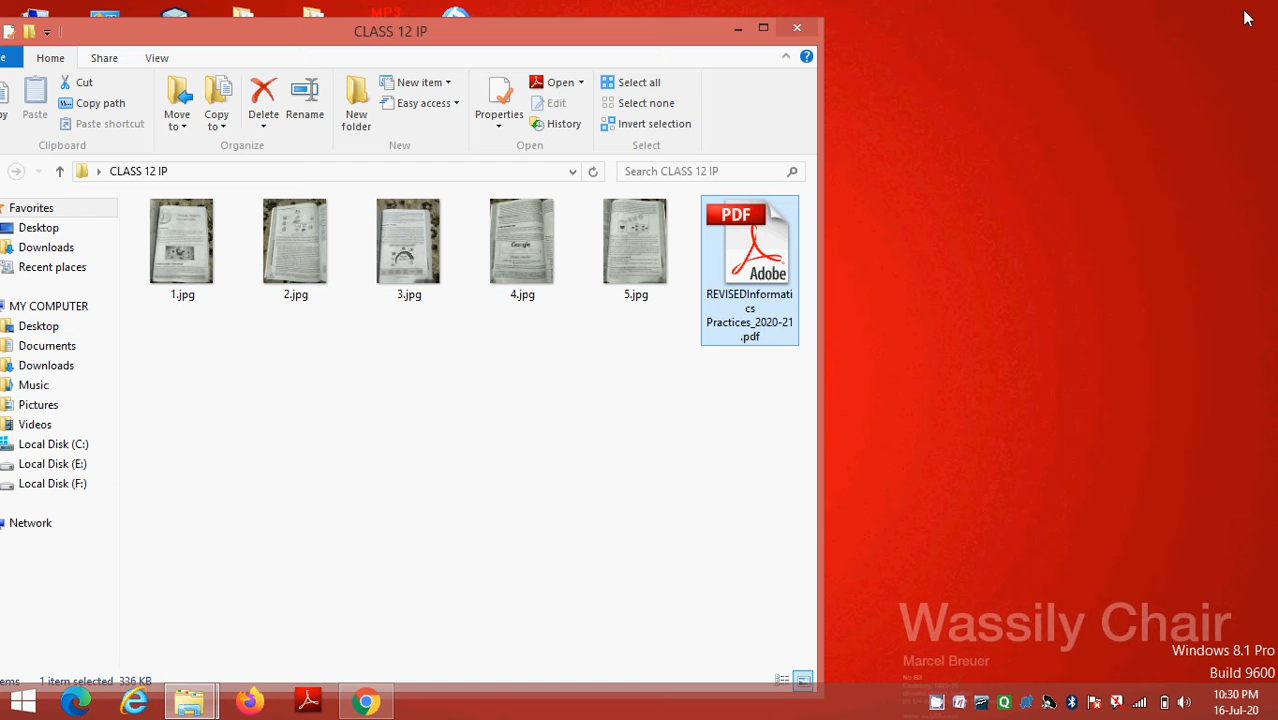 MP3
CLASS 12 IP
Home Share View
Cut
Copy path
Paste shortcut
Paste
Clipboard
Move to
Copy to
Delete
Rename
Organize
New folder
New item
Easy access
New
Properties
Open
Edit
History
Open
Select all
Select none
Invert selection
Select
CLASS 12 IP
Search CLASS 12 IP
Favorites
Desktop
Downloads
Recent places
MY COMPUTER
Desktop
Documents
Downloads
Music
Pictures
Videos
Local Disk (C:)
Local Disk (E:)
Local Disk (F:)
Network
Google
PDF
Adobe
1.jpg
2.jpg
3.jpg
4.jpg
5.jpg
REVISEDInformati
cs
Practices_2020-21
.pdf
1 item selected 336 KB
Wassily Chair
Marcel Breuer
Windows 8.1 Pro
Build 9600
10:30 PM
16-Jul-20